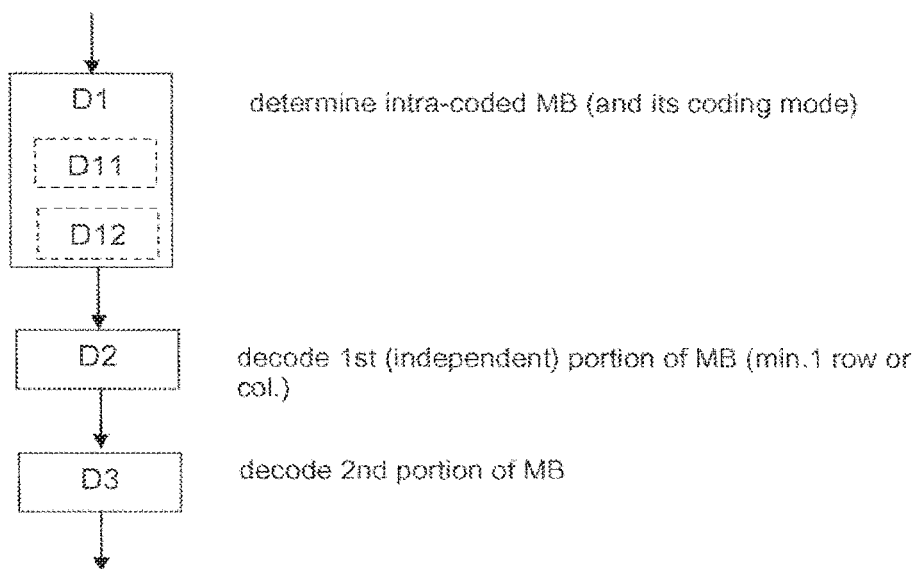 D1
determine intra-coded MB (and its coding mode)
D11
D12
D2
decode 1st (independent) portion of MB (min.1 row or
col.)
D3
decode 2nd portion of MB